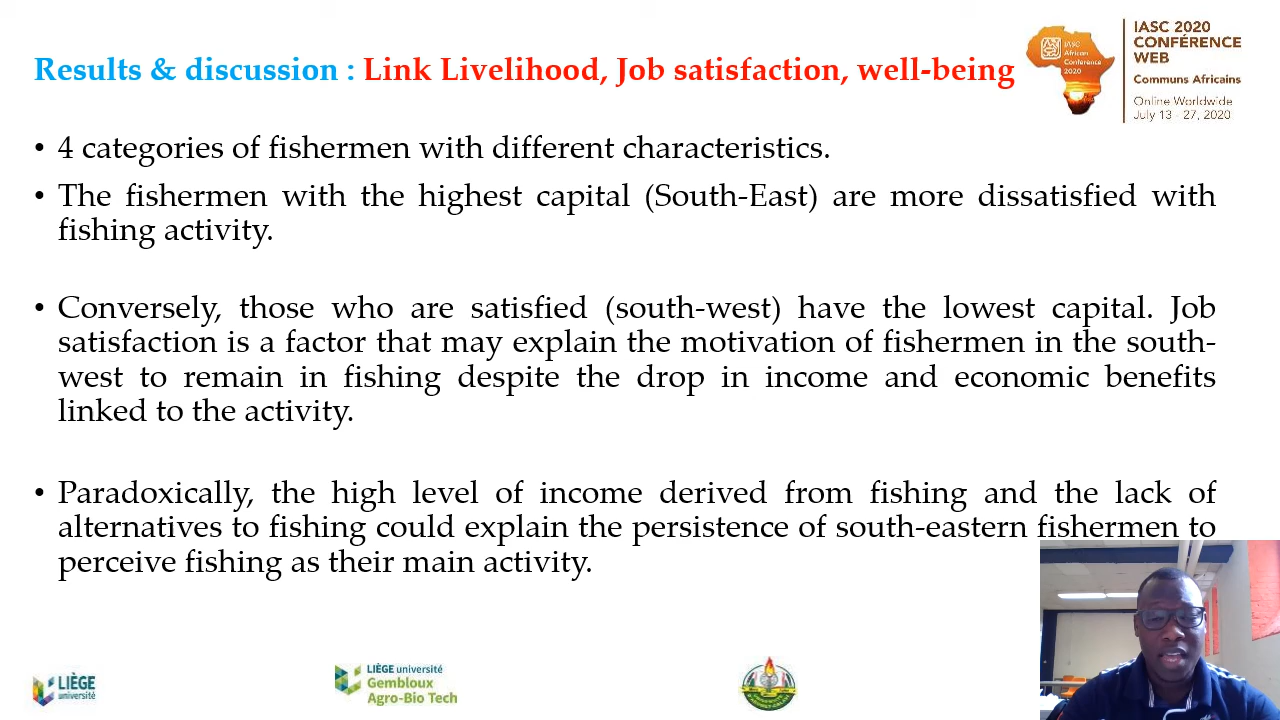 IASC 2020
CONFÉRENCE
WEB
Communs Africains
Online Worldwide
July 13 - 27, 2020
IASC
African
Conference
2020
Results & discussion : Link Livelihood, Job satisfaction, well-being
• 4 categories of fishermen with different characteristics.
• The fishermen with the highest capital (South-East) are more dissatisfied with
fishing activity.
• Conversely, those who are satisfied (south-west) have the lowest capital. Job
satisfaction is a factor that may explain the motivation of fishermen in the south-
west to remain in fishing despite the drop in income and economic benefits
linked to the activity.
• Paradoxically, the high level of income derived from fishing and the lack of
alternatives to fishing could explain the persistence of south-eastern fishermen to
perceive fishing as their main activity.
LIÈGE
université
LIÈGE université
Gembloux
Agro-Bio Tech